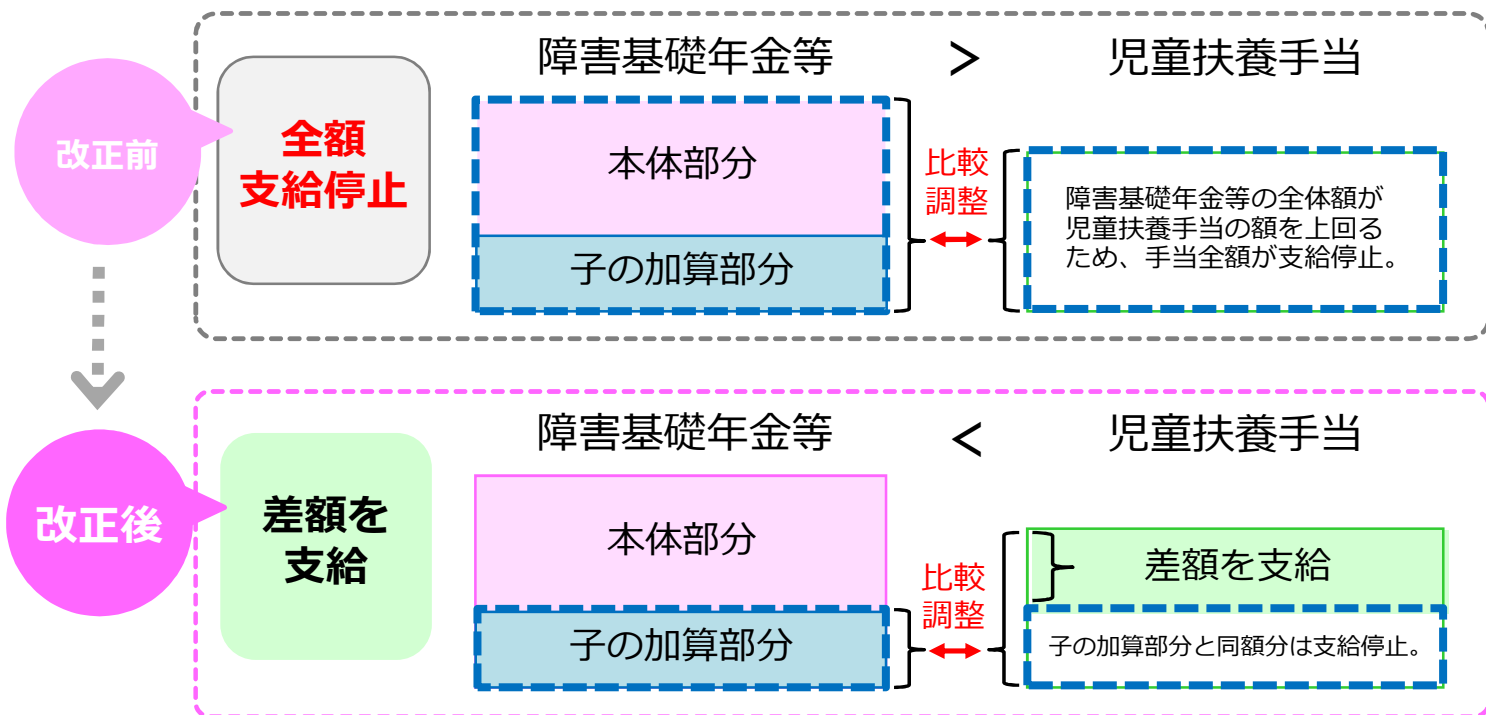 障害基礎年金等 > 児童扶養手当
改正前
全額
支給停止
本体部分
子の加算部分
比較
調整
障害基礎年金等の全体額が
児童扶養手当の額を上回る
ため、手当全額が支給停止。
障害基礎年金等 < 児童扶養手当
改正後
差額を
支給
本体部分
子の加算部分
比較
調整
差額を支給
子の加算部分と同額分は支給停止。